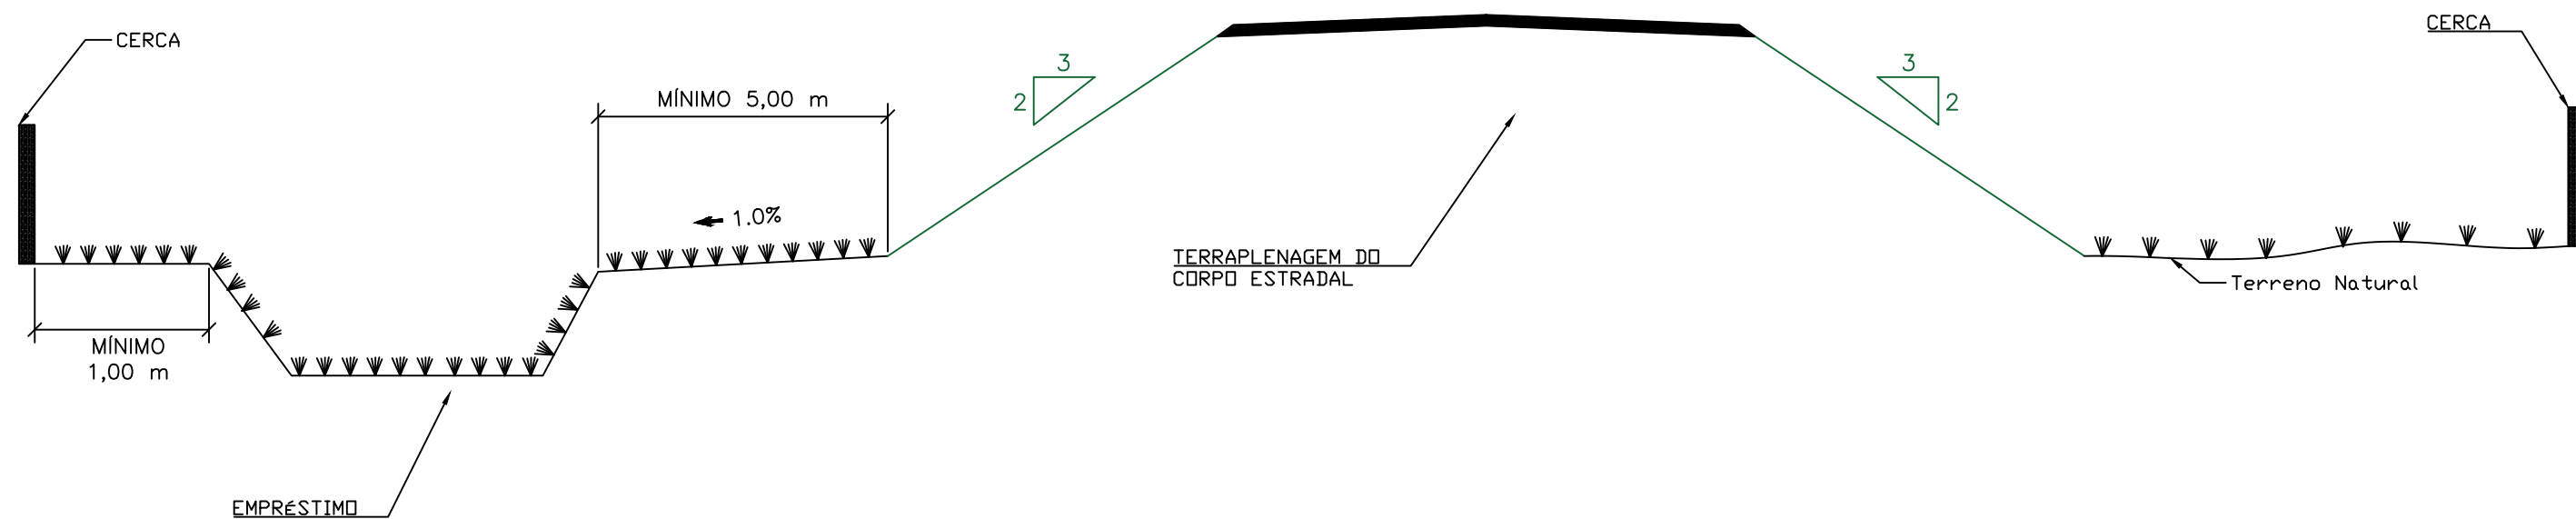 CERCA
CERCA
3
2
3
2
MÍNIMO 5,00 m
1.0%
TERRAPLENAGEM DO
CORPO ESTRADAL
Terreno Natural
MÍNIMO
1,00 m
EMPRÉSTIMO